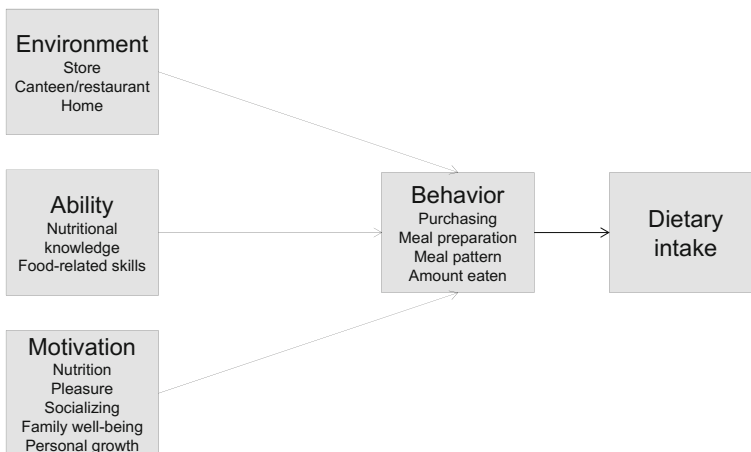 Environment
Store
Canteen/restaurant
Home
Ability
Nutritional
knowledge
Food-related skills
Motivation
Nutrition
Pleasure
Socializing
Family well-being
Personal growth
Behavior
Purchasing
Meal preparation
Meal pattern
Amount eaten
Dietary
intake